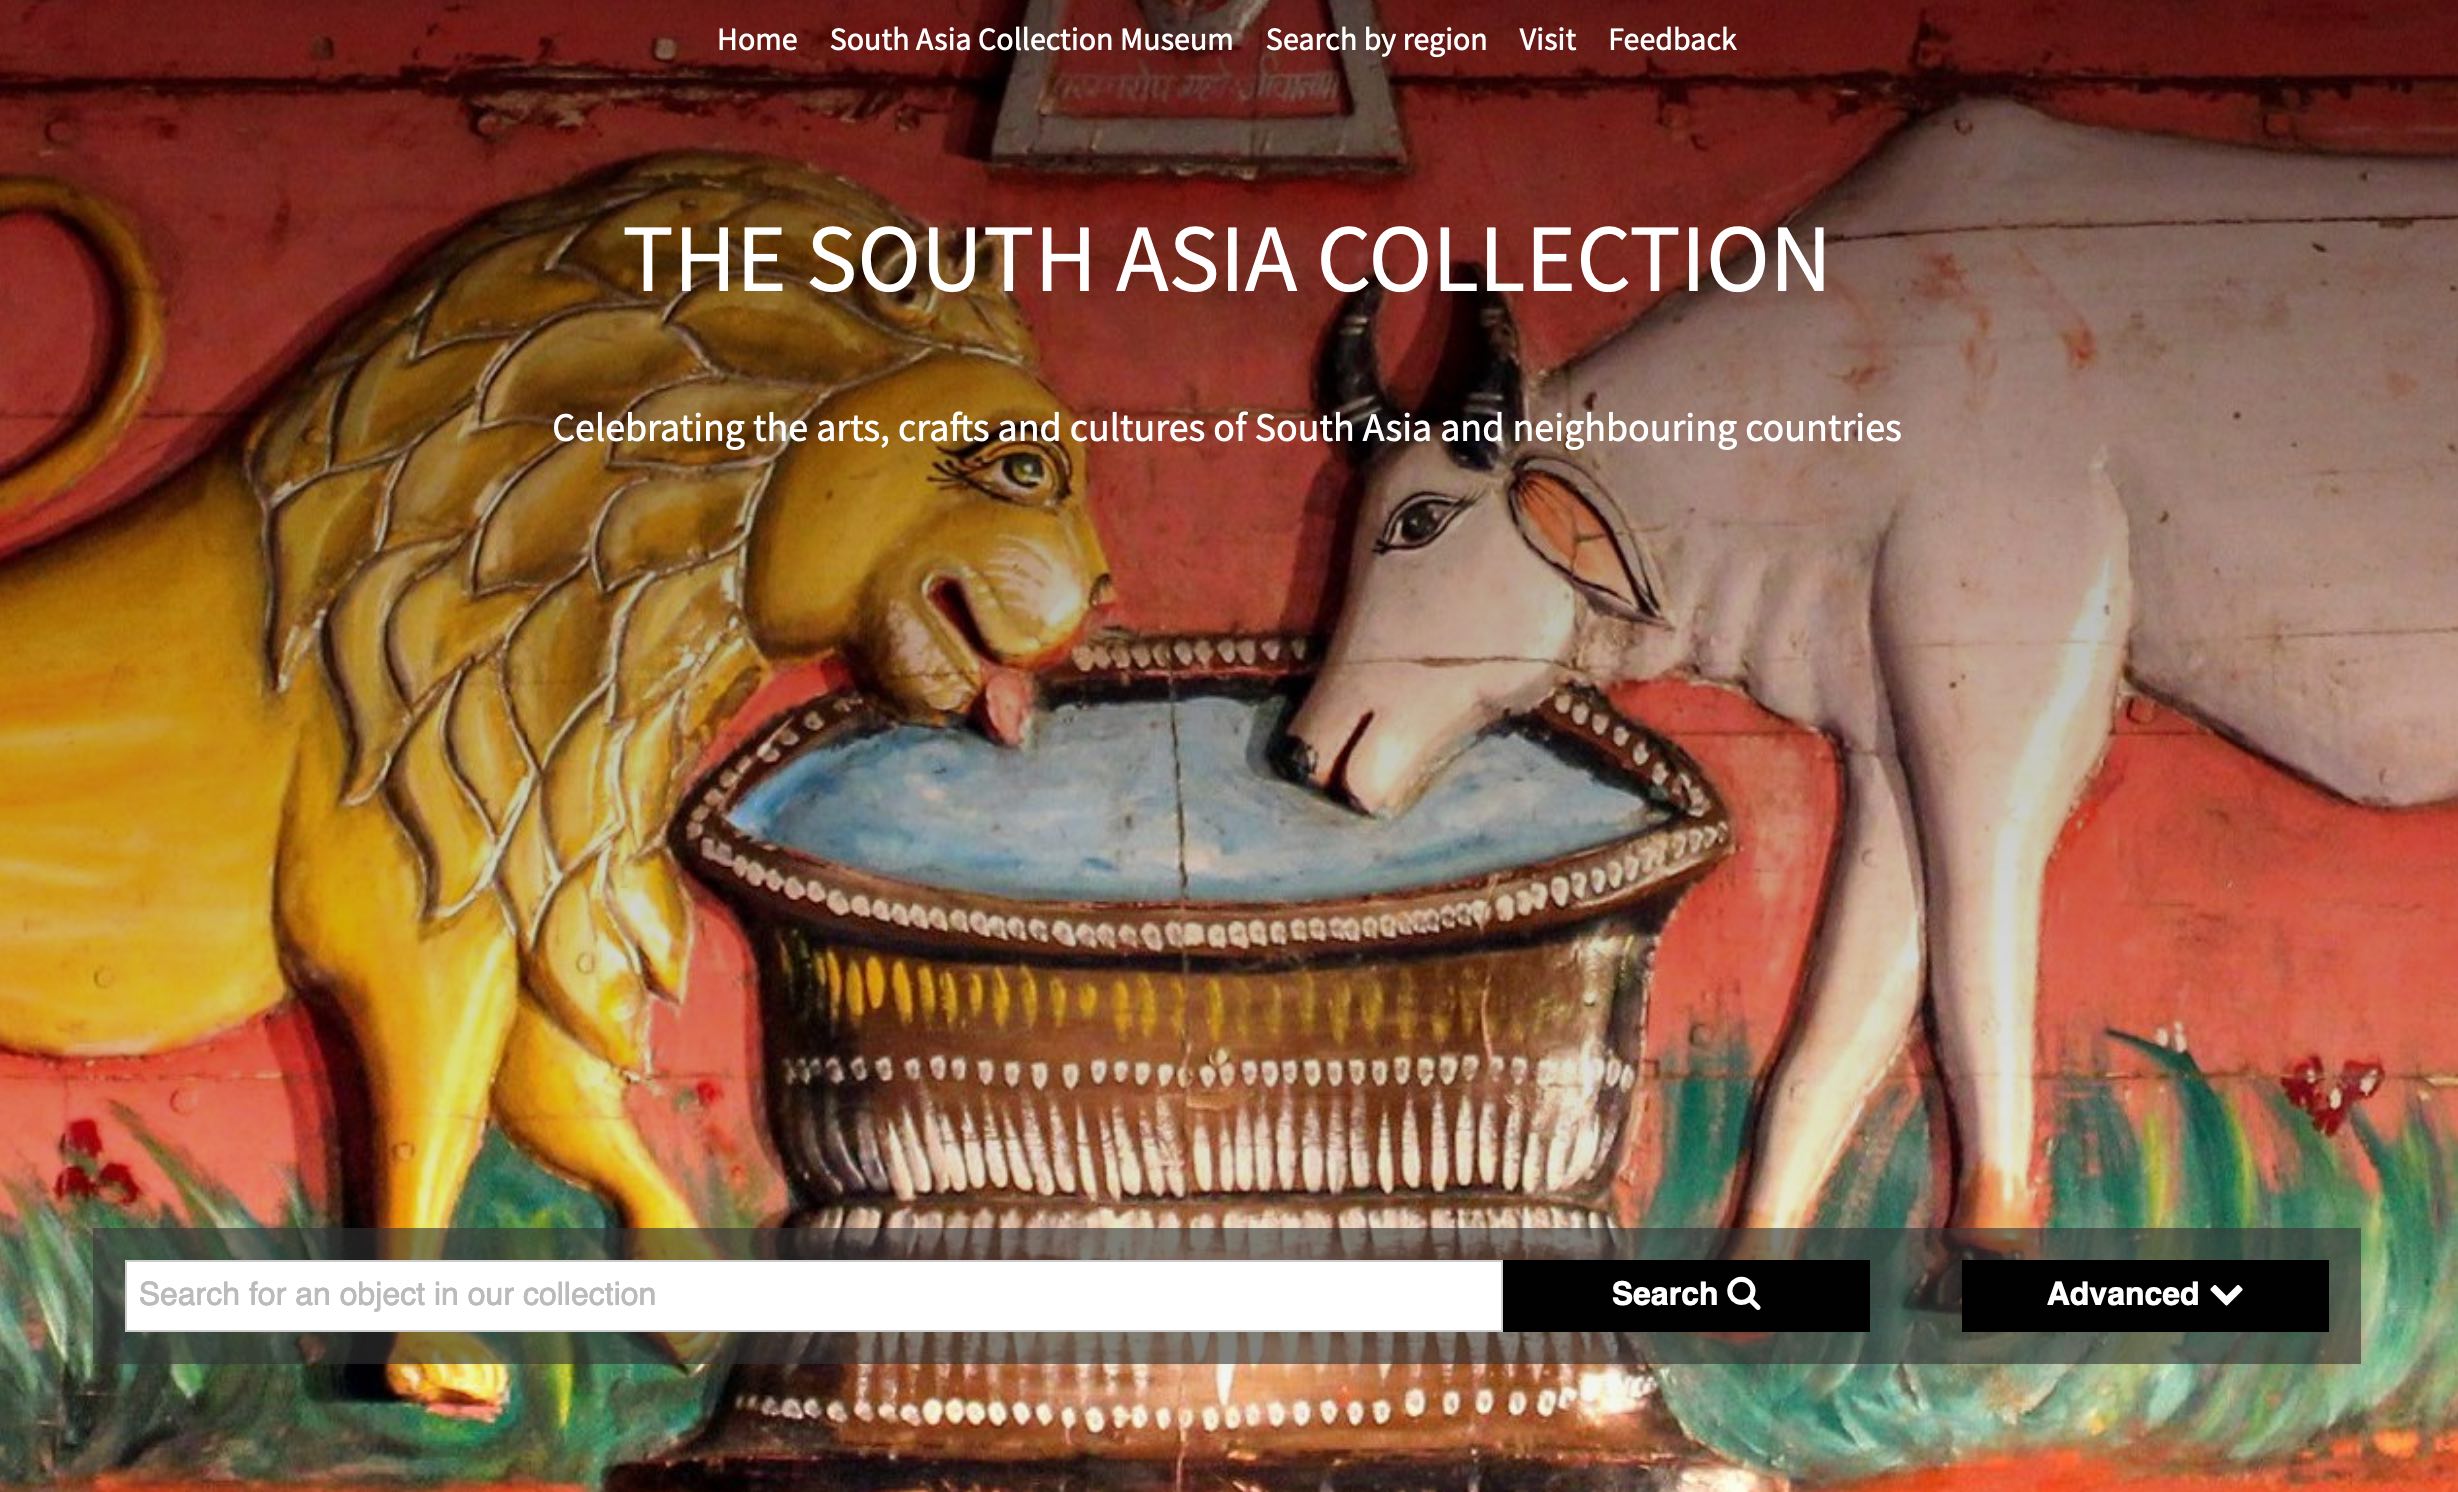 Home South Asia Collection Museum Search by region Visit Feedback
THE SOUTH ASIA COLLECTION
Celebrating the arts, crafts and cultures of South Asia and neighbouring countries
Search for an object in our collection
Search
Advanced